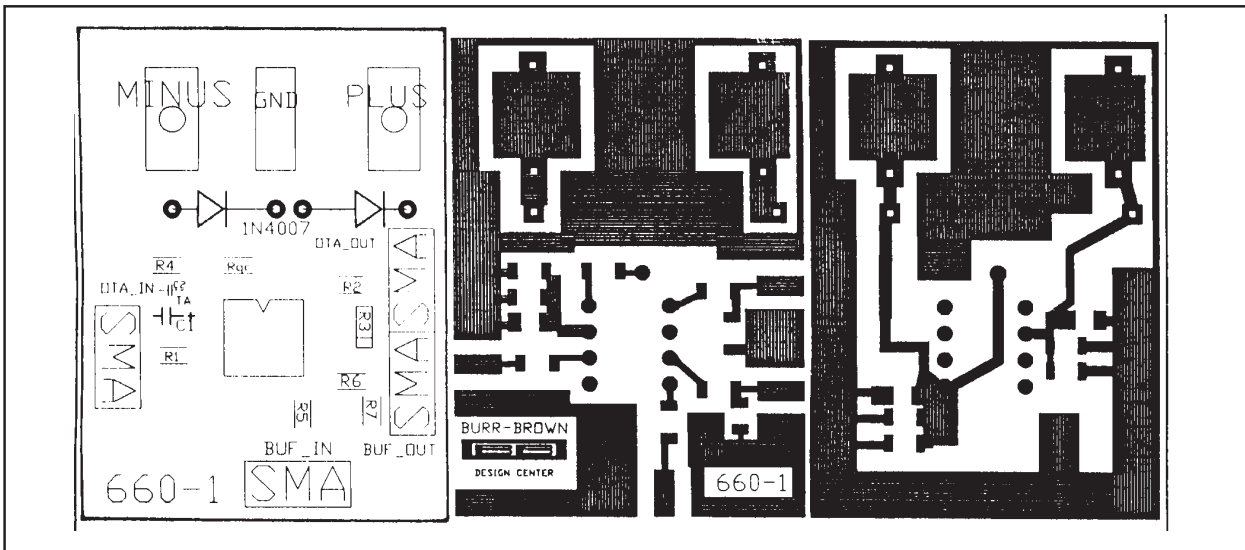 MINUS GND PLUS
1N4007
OTA_OUT
R4 Rqc
R2
OTA_IN
C1
R3
R1
SMA
SMA
SMA
R6
R5 R7
BUF_IN BUF_OUT
660-1 SMA
BURR-BROWN
DESIGN CENTER
660-1